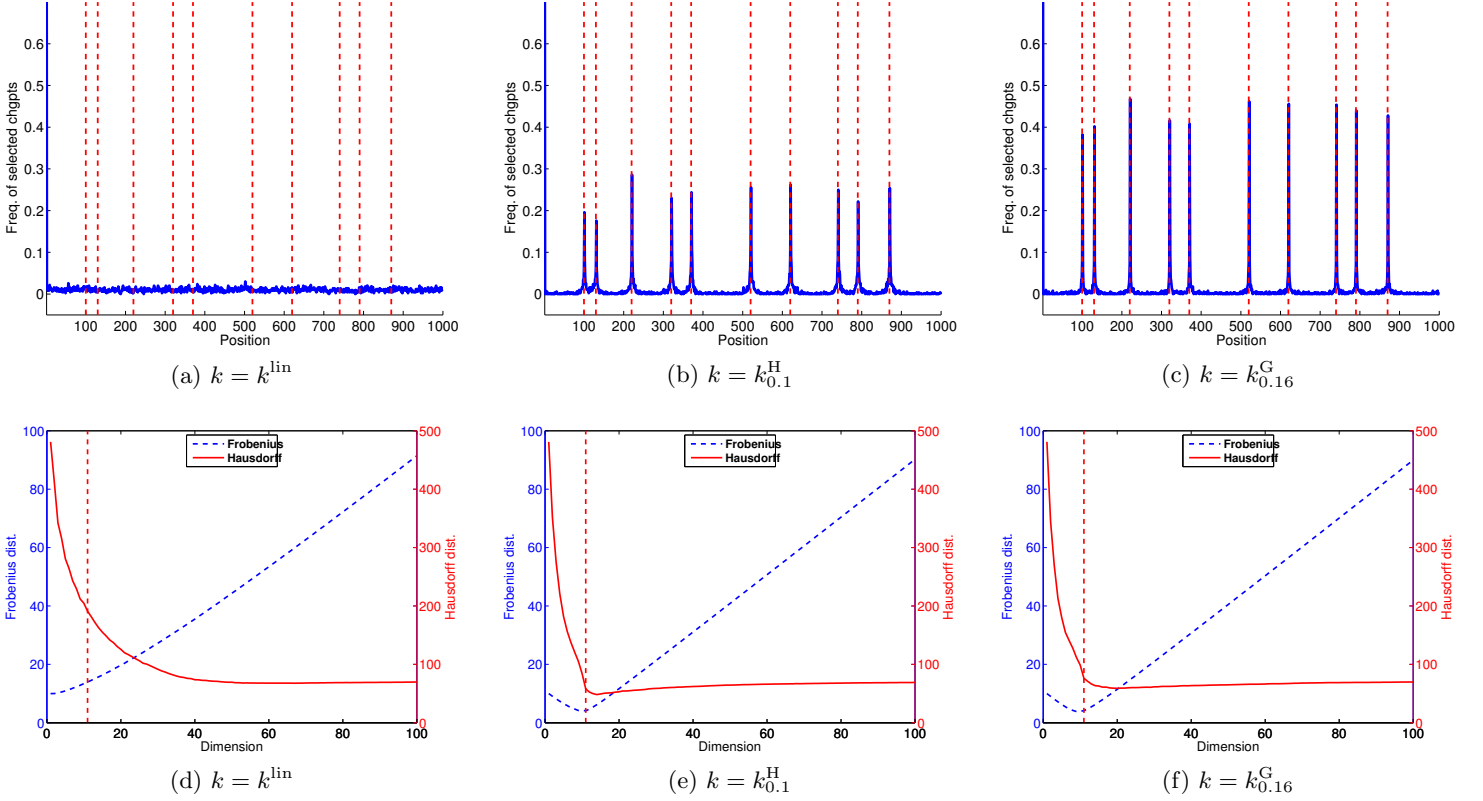 Freq. of selected chgpts
0.6
0.5
0.4
0.3
0.2
0.1
0
100 200 300 400 500 600 700 800 900 1000
Position
(a) k = k^lin
Freq. of selected chgpts
0.6
0.5
0.4
0.3
0.2
0.1
0
100 200 300 400 500 600 700 800 900 1000
Position
(b) k = k^H_0.1
Freq. of selected chgpts
0.6
0.5
0.4
0.3
0.2
0.1
0
100 200 300 400 500 600 700 800 900 1000
Position
(c) k = k^G_0.16
Frobenius
Hausdorff
Frobenius dist.
100
80
60
40
20
0
Hausdorff dist.
500
400
300
200
100
0
0 20 40 60 80 100
Dimension
(d) k = k^lin
Frobenius
Hausdorff
Frobenius dist.
100
80
60
40
20
0
Hausdorff dist.
500
400
300
200
100
0
0 20 40 60 80 100
Dimension
(e) k = k^H_0.1
Frobenius
Hausdorff
Frobenius dist.
100
80
60
40
20
0
Hausdorff dist.
500
400
300
200
100
0
0 20 40 60 80 100
Dimension
(f) k = k^G_0.16